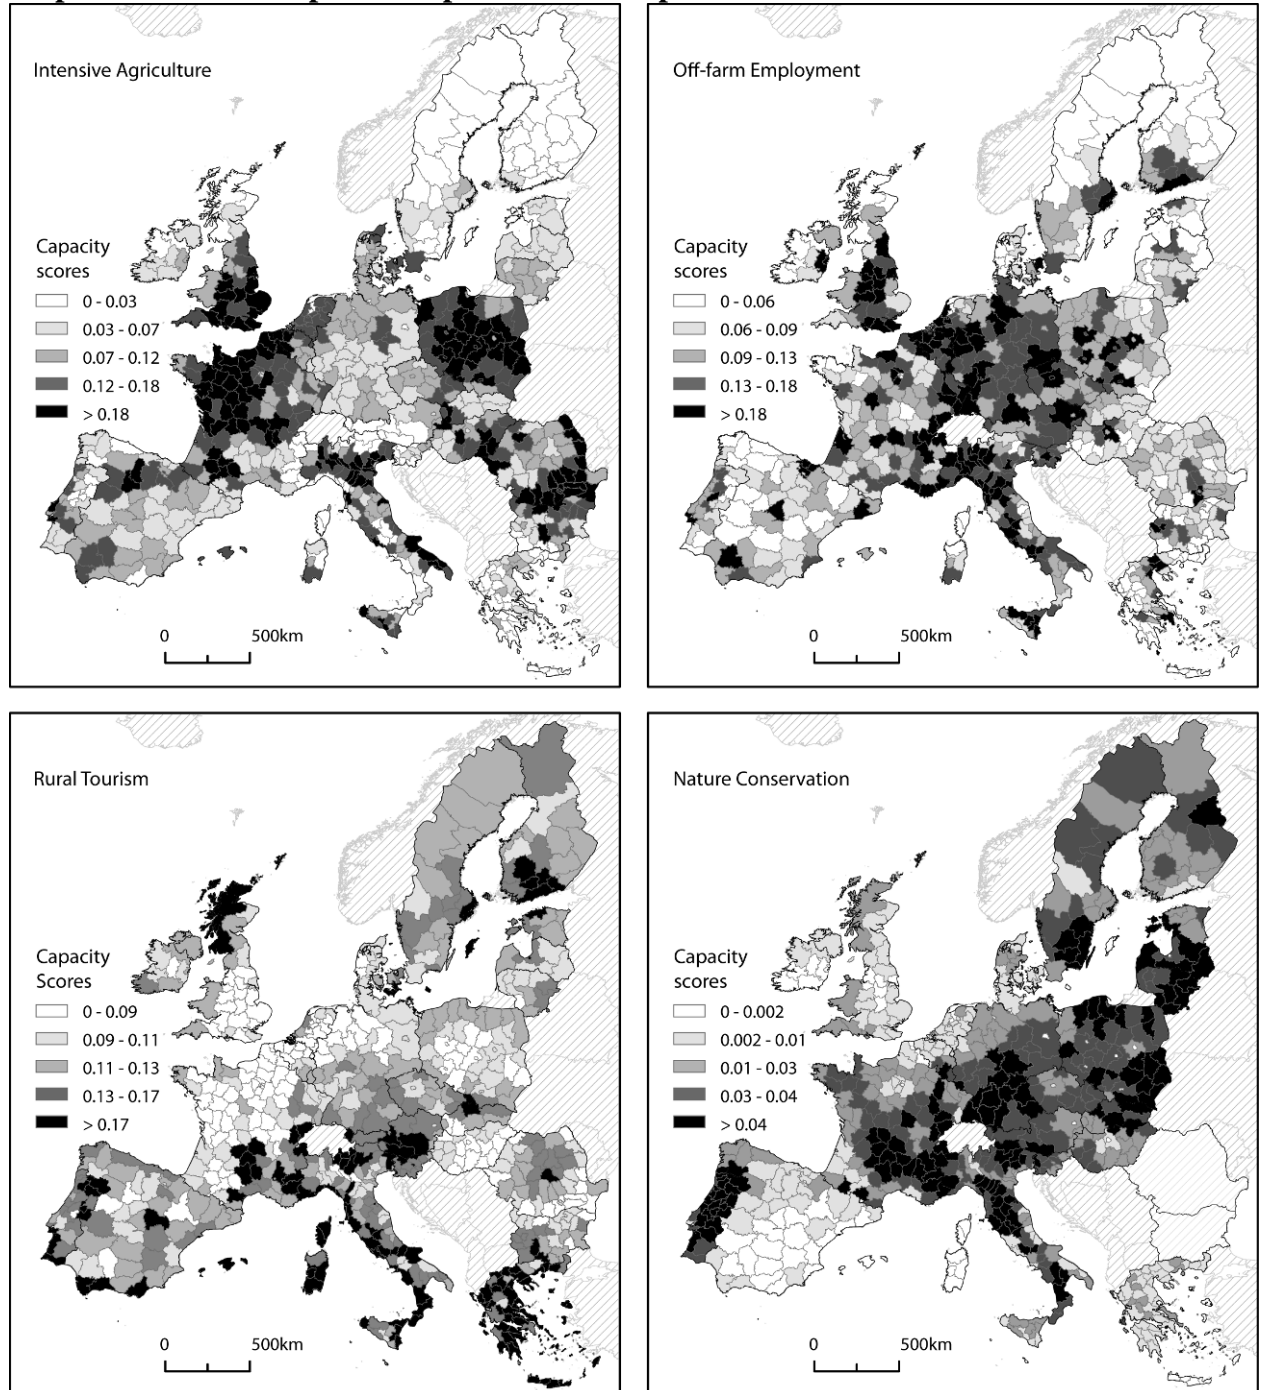 Intensive Agriculture
Capacity
scores
0 - 0.03
0.03 - 0.07
0.07 - 0.12
0.12 - 0.18
> 0.18
0 500km
Off-farm Employment
Capacity
scores
0 - 0.06
0.06 - 0.09
0.09 - 0.13
0.13 - 0.18
> 0.18
0 500km
Rural Tourism
Capacity
Scores
0 - 0.09
0.09 - 0.11
0.11 - 0.13
0.13 - 0.17
> 0.17
0 500km
Nature Conservation
Capacity
scores
0 - 0.002
0.002 - 0.01
0.01 - 0.03
0.03 - 0.04
> 0.04
0 500km